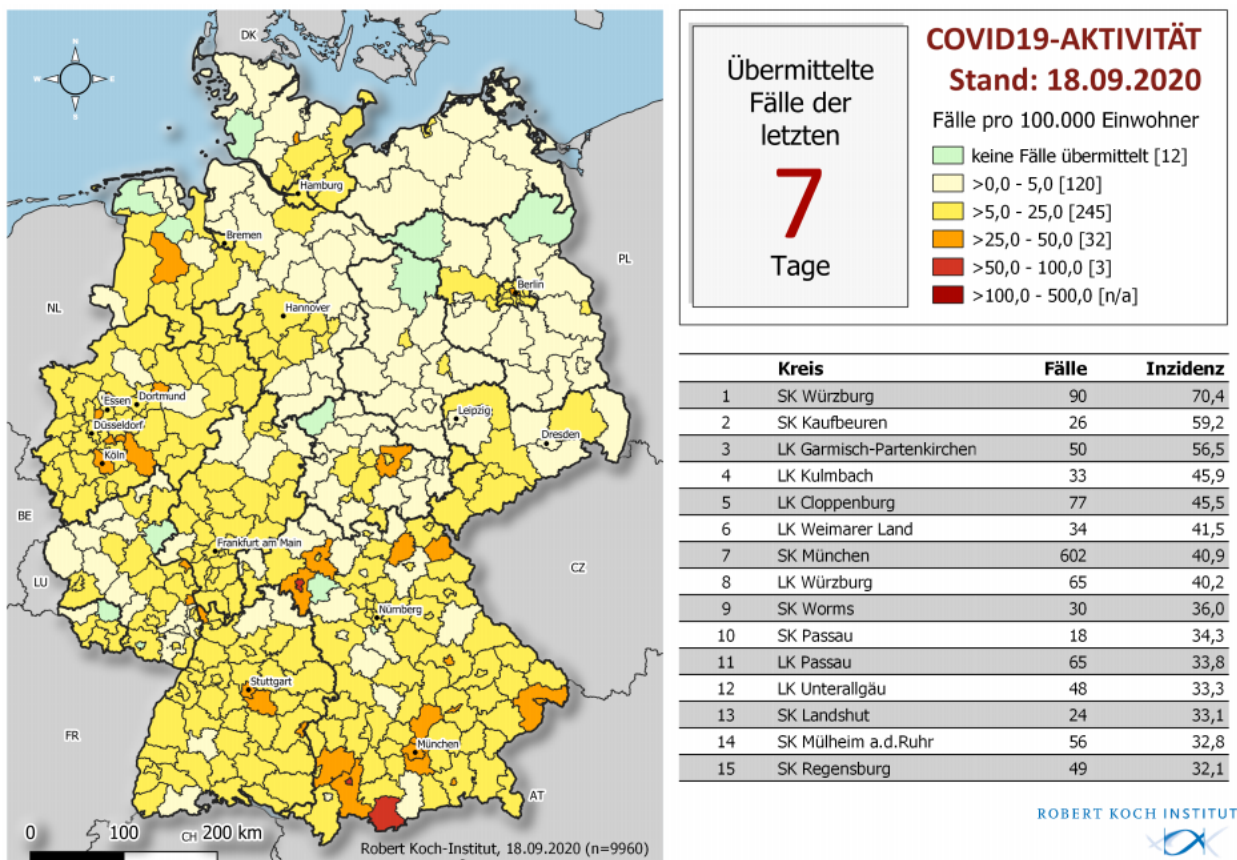 DK
N
W
E
S
Hamburg
Bremen
PL
Berlin
NL
Hannover
Essen
Dortmund
Düsseldorf
Leipzig
Dresden
Köln
BE
Frankfurt am Main
CZ
LU
Nürnberg
Stuttgart
FR
München
AT
0 100 CH 200 km
Robert Koch-Institut, 18.09.2020 (n=9960)
Übermittelte
Fälle der
letzten
7
Tage
COVID19-AKTIVITÄT
Stand: 18.09.2020
Fälle pro 100.000 Einwohner
keine Fälle übermittelt [12]
>0,0 - 5,0 [120]
>5,0 - 25,0 [245]
>25,0 - 50,0 [32]
>50,0 - 100,0 [3]
>100,0 - 500,0 [n/a]
Kreis Fälle Inzidenz
1 SK Würzburg 90 70,4
2 SK Kaufbeuren 26 59,2
3 LK Garmisch-Partenkirchen 50 56,5
4 LK Kulmbach 33 45,9
5 LK Cloppenburg 77 45,5
6 LK Weimarer Land 34 41,5
7 SK München 602 40,9
8 LK Würzburg 65 40,2
9 SK Worms 30 36,0
10 SK Passau 18 34,3
11 LK Passau 65 33,8
12 LK Unterallgäu 48 33,3
13 SK Landshut 24 33,1
14 SK Mülheim a.d.Ruhr 56 32,8
15 SK Regensburg 49 32,1
ROBERT KOCH INSTITUT